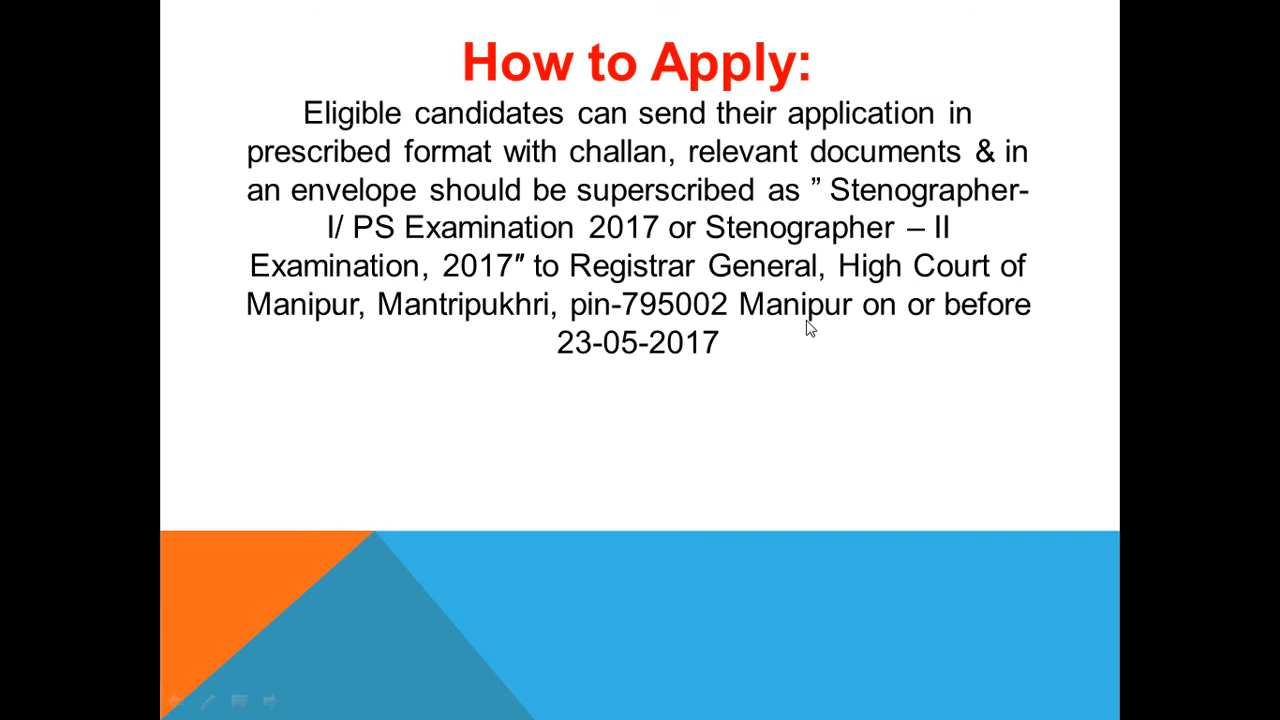 How to Apply:
Eligible candidates can send their application in
prescribed format with challan, relevant documents & in
an envelope should be superscribed as ” Stenographer-
I/ PS Examination 2017 or Stenographer – II
Examination, 2017″ to Registrar General, High Court of
Manipur, Mantripukhri, pin-795002 Manipur on or before
23-05-2017